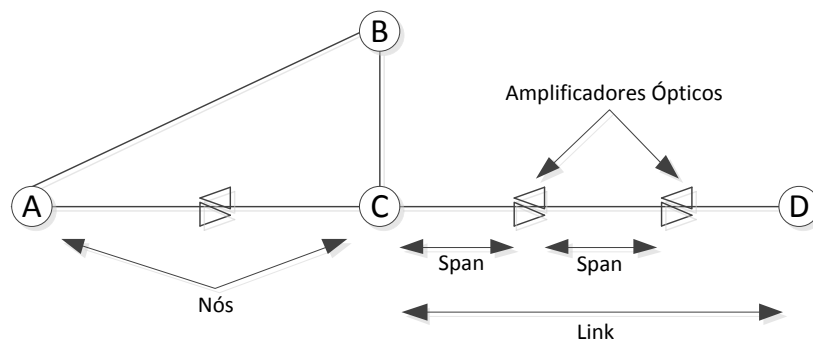 B
Amplificadores Ópticos
A
C
D
Span
Span
Nós
Link